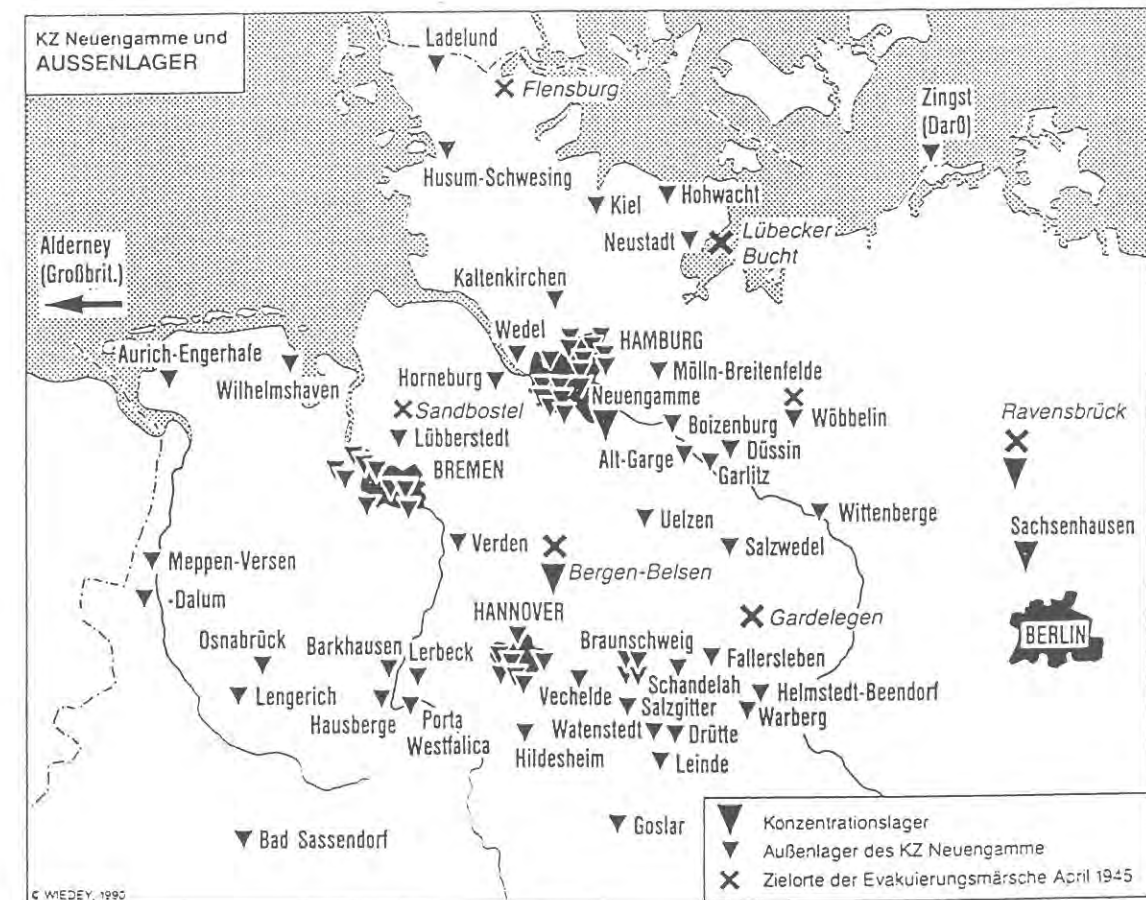 KZ Neuengamme und
AUSSENLAGER
Ladelund
Flensburg
Zingst
(Darß)
Husum-Schwesing
Kiel
Hohwacht
Neustadt
Lübecker
Bucht
Alderney
(Großbrit.)
Kaltenkirchen
Wedel
HAMBURG
Aurich-Engerhafe
Wilhelmshaven
Horneburg
Mölln-Breitenfelde
Neuengamme
Sandbostel
Lübberstedt
Boizenburg
Wöbbelin
Ravensbrück
Alt-Garge
Düssin
Garlitz
BREMEN
Uelzen
Wittenberge
Sachsenhausen
Verden
Salzwedel
Meppen-Versen
Bergen-Belsen
-Dalum
HANNOVER
Gardelegen
BERLIN
Osnabrück
Barkhausen
Lerbeck
Braunschweig
Fallersleben
Lengerich
Hausberge
Porta
Westfalica
Vechelde
Schandelah
Salzgitter
Helmstedt-Beendorf
Warberg
Hildesheim
Watenstedt
Drütte
Leinde
Bad Sassendorf
Goslar
Konzentrationslager
Außenlager des KZ Neuengamme
Zielorte der Evakuierungsmärsche April 1945
© WIEDEY, 1990